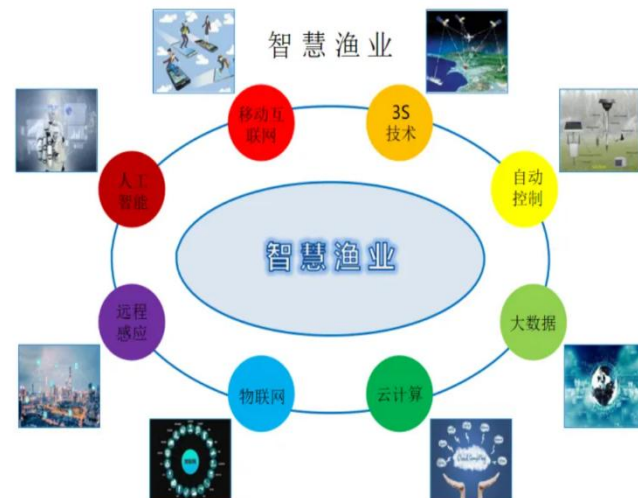 智慧渔业
移动互
联网
3S
技术
人工
智能
自动
控制
智慧渔业
远程
感应
大数据
物联网
云计算